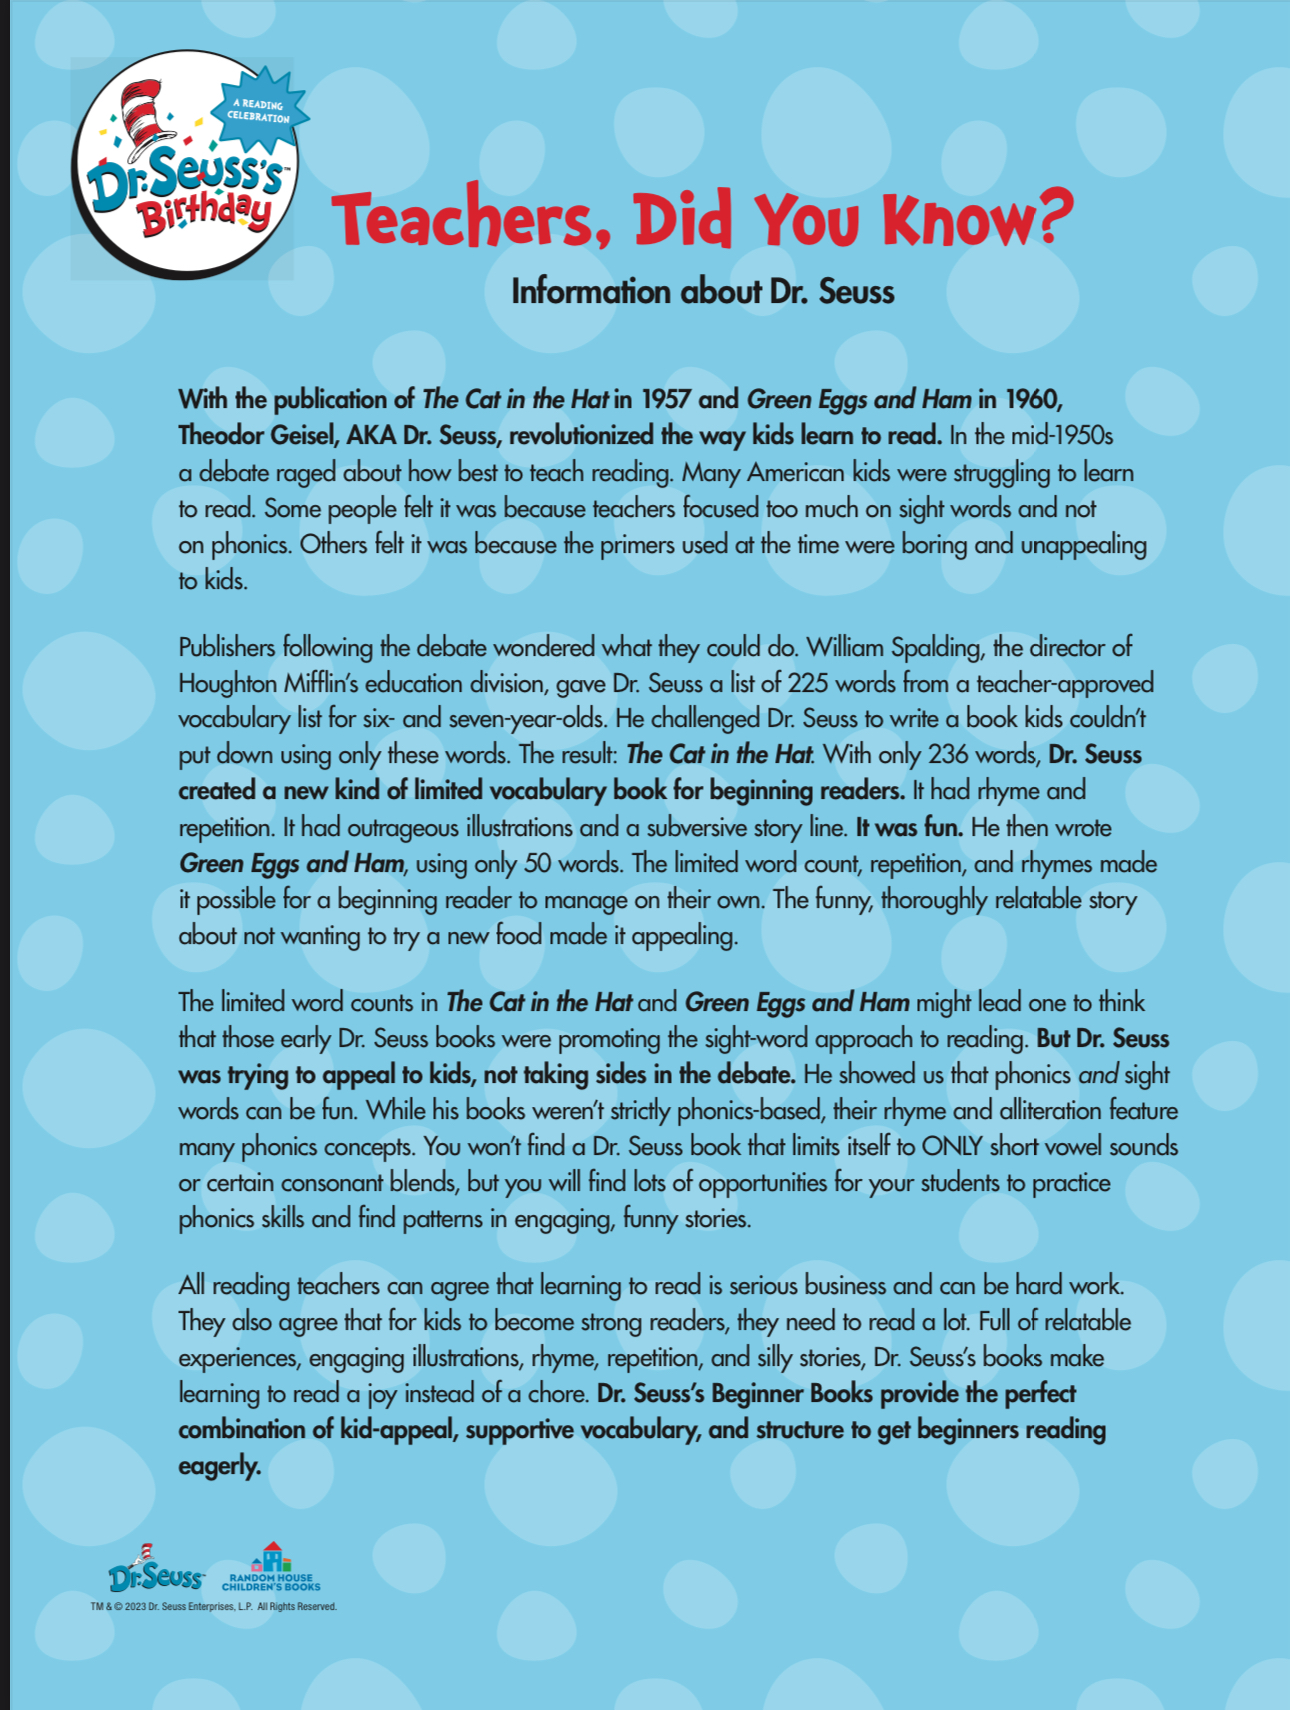 A READING
CELEBRATION
Dr. Seuss's™
Birthday
Teachers, Did You Know?
Information about Dr. Seuss
With the publication of The Cat in the Hat in 1957 and Green Eggs and Ham in 1960,
Theodor Geisel, AKA Dr. Seuss, revolutionized the way kids learn to read. In the mid-1950s
a debate raged about how best to teach reading. Many American kids were struggling to learn
to read. Some people felt it was because teachers focused too much on sight words and not
on phonics. Others felt it was because the primers used at the time were boring and unappealing
to kids.
Publishers following the debate wondered what they could do. William Spalding, the director of
Houghton Mifflin's education division, gave Dr. Seuss a list of 225 words from a teacher-approved
vocabulary list for six- and seven-year-olds. He challenged Dr. Seuss to write a book kids couldn't
put down using only these words. The result: The Cat in the Hat. With only 236 words, Dr. Seuss
created a new kind of limited vocabulary book for beginning readers. It had rhyme and
repetition. It had outrageous illustrations and a subversive story line. It was fun. He then wrote
Green Eggs and Ham, using only 50 words. The limited word count, repetition, and rhymes made
it possible for a beginning reader to manage on their own. The funny, thoroughly relatable story
about not wanting to try a new food made it appealing.
The limited word counts in The Cat in the Hat and Green Eggs and Ham might lead one to think
that those early Dr. Seuss books were promoting the sight-word approach to reading. But Dr. Seuss
was trying to appeal to kids, not taking sides in the debate. He showed us that phonics and sight
words can be fun. While his books weren't strictly phonics-based, their rhyme and alliteration feature
many phonics concepts. You won't find a Dr. Seuss book that limits itself to ONLY short vowel sounds
or certain consonant blends, but you will find lots of opportunities for your students to practice
phonics skills and find patterns in engaging, funny stories.
All reading teachers can agree that learning to read is serious business and can be hard work.
They also agree that for kids to become strong readers, they need to read a lot. Full of relatable
experiences, engaging illustrations, rhyme, repetition, and silly stories, Dr. Seuss's books make
learning to read a joy instead of a chore. Dr. Seuss's Beginner Books provide the perfect
combination of kid-appeal, supportive vocabulary, and structure to get beginners reading
eagerly.
Dr. Seuss™
RANDOM HOUSE
CHILDREN'S BOOKS
TM & © 2023 Dr. Seuss Enterprises, L.P. All Rights Reserved.